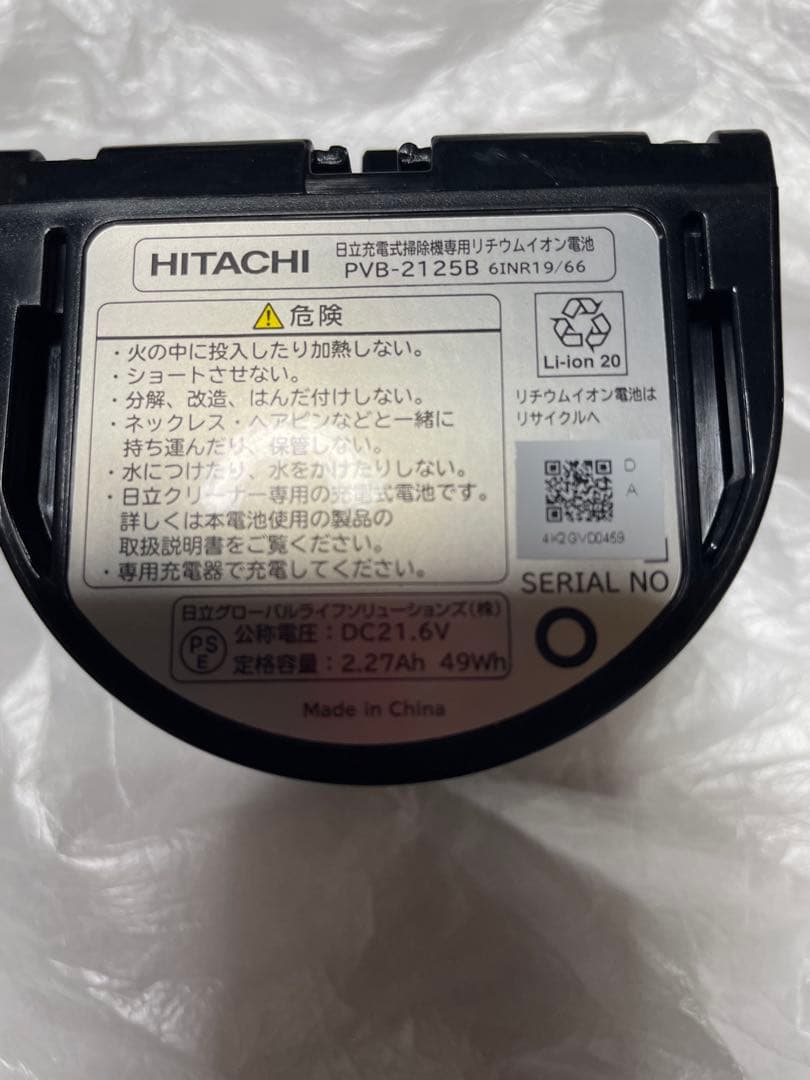 HITACHI 日立充電式掃除機専用リチウムイオン電池
PVB-2125B 6INR19/66
危険
・火の中に投入したり加熱しない。
・ショートさせない。
・分解、改造、はんだ付けしない。
・ネックレス・ヘアピンなどと一緒に
持ち運んだり、保管しない。
・水につけたり、水をかけたりしない。
・日立クリーナー専用の充電式電池です。
詳しくは本電池使用の製品の
取扱説明書をご覧ください。
・専用充電器で充電してください。
Li-ion 20
リチウムイオン電池は
リサイクルへ
D
A
4K2GVD0459
SERIAL NO
日立グローバルライフソリューションズ(株)
PS
E
公称電圧:DC21.6V
定格容量:2.27Ah 49Wh
Made in China